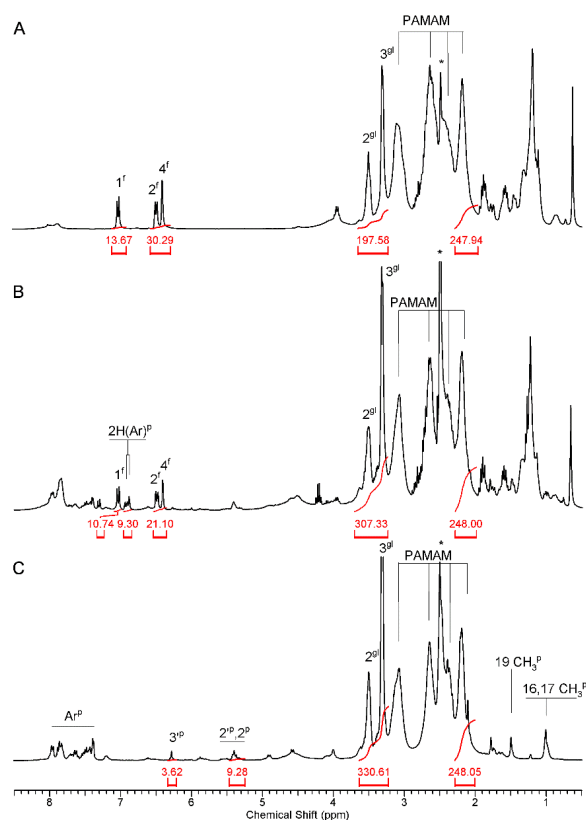 A
PAMAM
3gl
*
2gl
4f
1f
2f
13.67 30.29 197.58 247.94
B
3gl
*
PAMAM
2H(Ar)p
2gl
1f
2f 4f
10.74 9.30 21.10 307.33 248.00
C
3gl
*
PAMAM
2gl
19 CH3p
16,17 CH3p
Arp
3'p
2'p,2p
3.62 9.28 330.61 248.05
8 7 6 5 4 3 2 1
Chemical Shift (ppm)